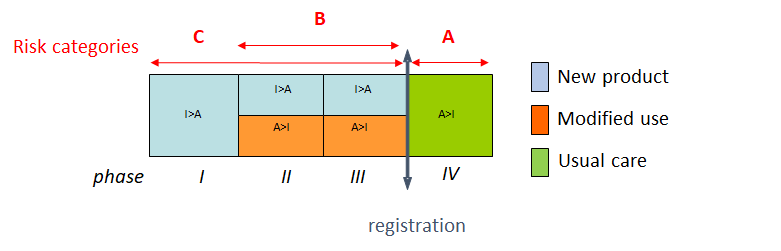 Risk categories
C
B
A
I>A
I>A
I>A
A>I
A>I
A>I
phase
I
II
III
IV
registration
New product
Modified use
Usual care